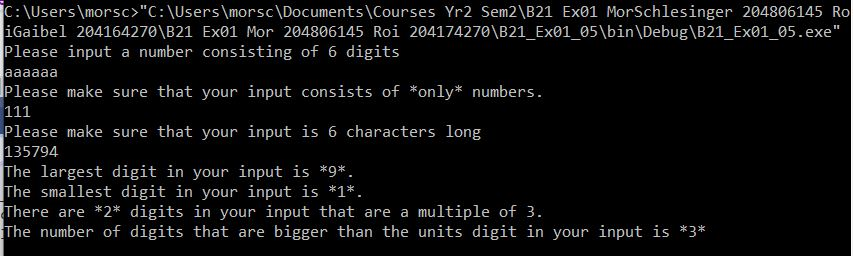 C:\Users\morsc>"C:\Users\morsc\Documents\Courses Yr2 Sem2\B21 Ex01 MorSchlesinger 204806145 Ro
iGaibel 204164270\B21 Ex01 Mor 204806145 Roi 204174270\B21_Ex01_05\bin\Debug\B21_Ex01_05.exe"
Please input a number consisting of 6 digits
aaaaaa
Please make sure that your input consists of *only* numbers.
111
Please make sure that your input is 6 characters long
135794
The largest digit in your input is *9*.
The smallest digit in your input is *1*.
There are *2* digits in your input that are a multiple of 3.
The number of digits that are bigger than the units digit in your input is *3*